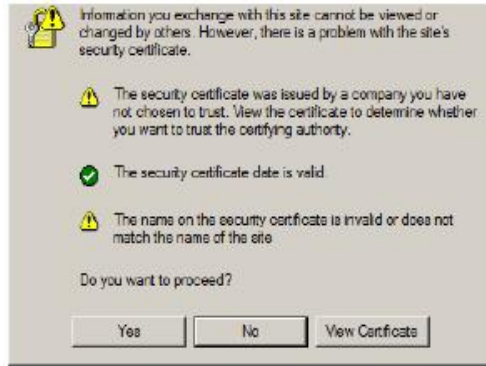 Information you exchange with this site cannot be viewed or
changed by others. However, there is a problem with the site's
security certificate.
The security certificate was issued by a company you have
not chosen to trust. View the certificate to determine whether
you want to trust the certifying authority.
The security certificate date is valid.
The name on the security certificate is invalid or does not
match the name of the site
Do you want to proceed?
Yes No View Certificate